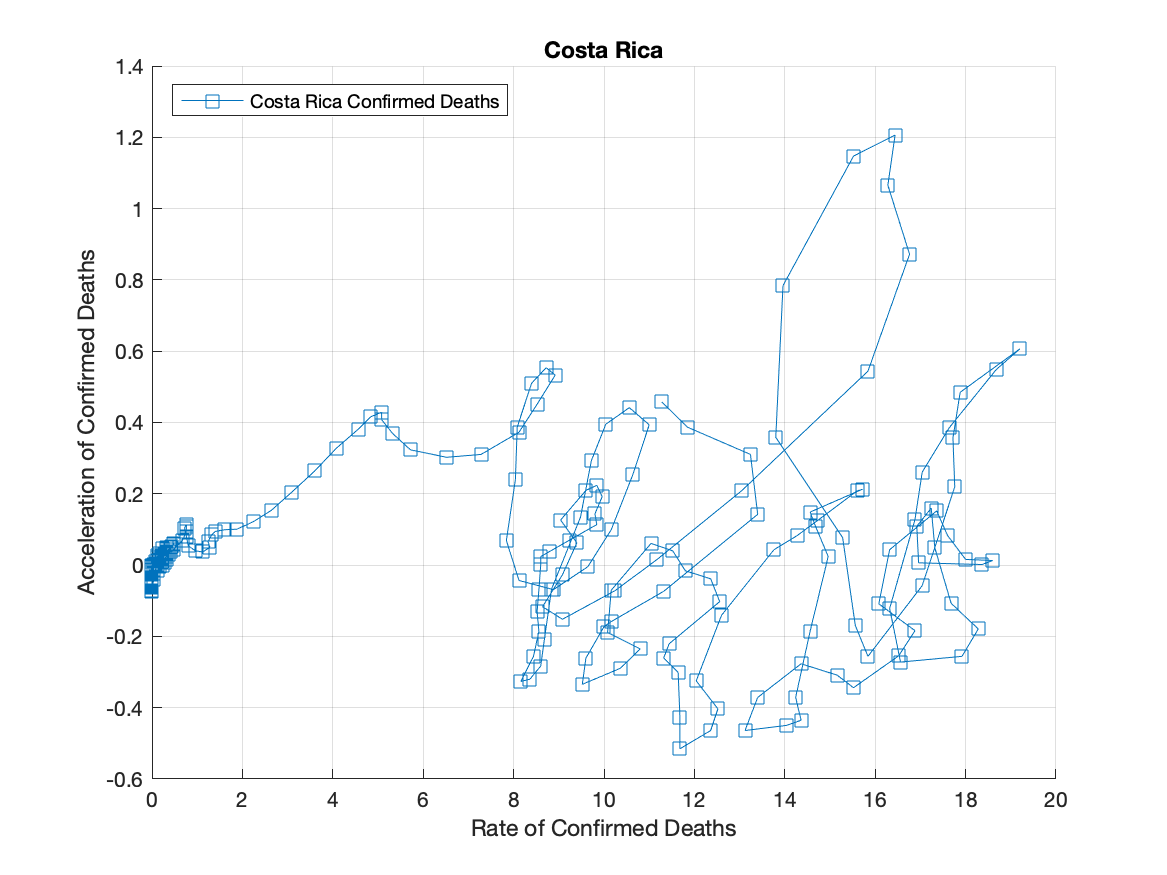 Costa Rica
1.4
Costa Rica Confirmed Deaths
1.2
1
0.8
0.6
0.4
0.2
0
-0.2
-0.4
-0.6
Acceleration of Confirmed Deaths
0 2 4 6 8 10 12 14 16 18 20
Rate of Confirmed Deaths